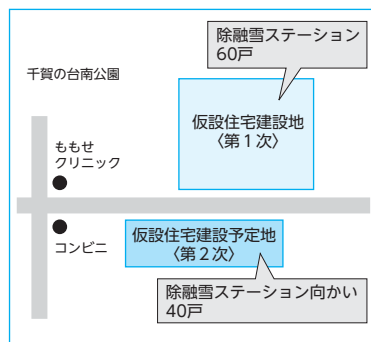 除融雪ステーション
60戸
千賀の台南公園
仮設住宅建設地
〈第１次〉
ももせ
クリニック
コンビニ
仮設住宅建設予定地
〈第２次〉
除融雪ステーション向かい
40戸